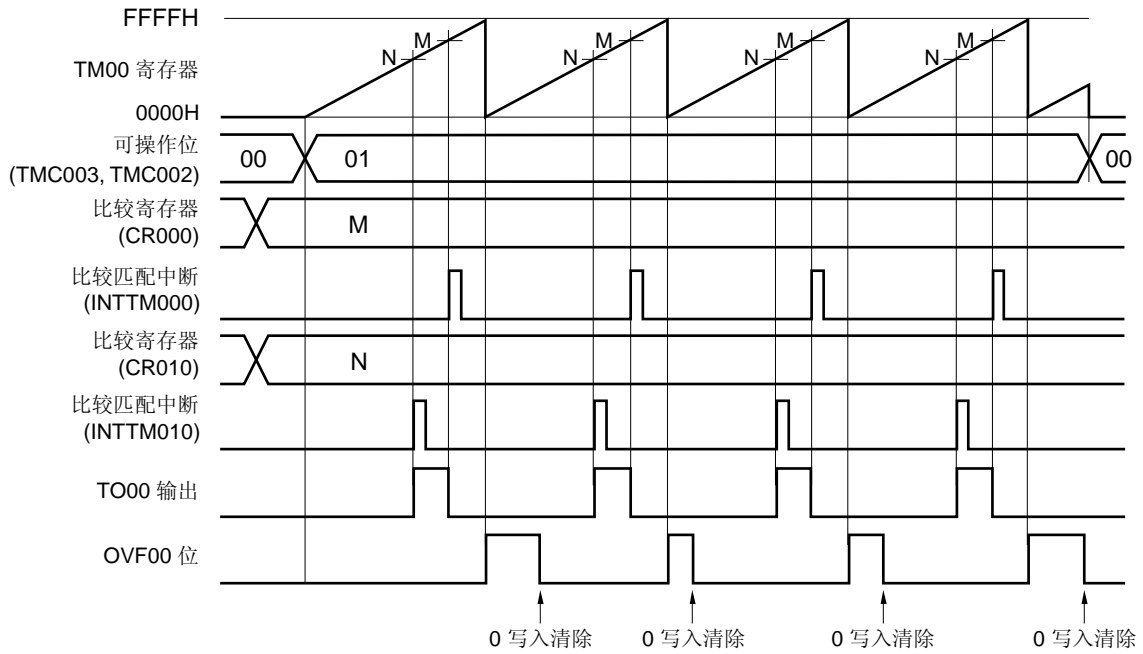 FFFFH
M M M M
N N N N
TM00 寄存器
0000H
可操作位
(TMC003, TMC002)
00 01 00
比较寄存器
(CR000)
M
比较匹配中断
(INTTM000)
比较寄存器
(CR010)
N
比较匹配中断
(INTTM010)
TO00 输出
OVF00 位
0 写入清除 0 写入清除 0 写入清除 0 写入清除